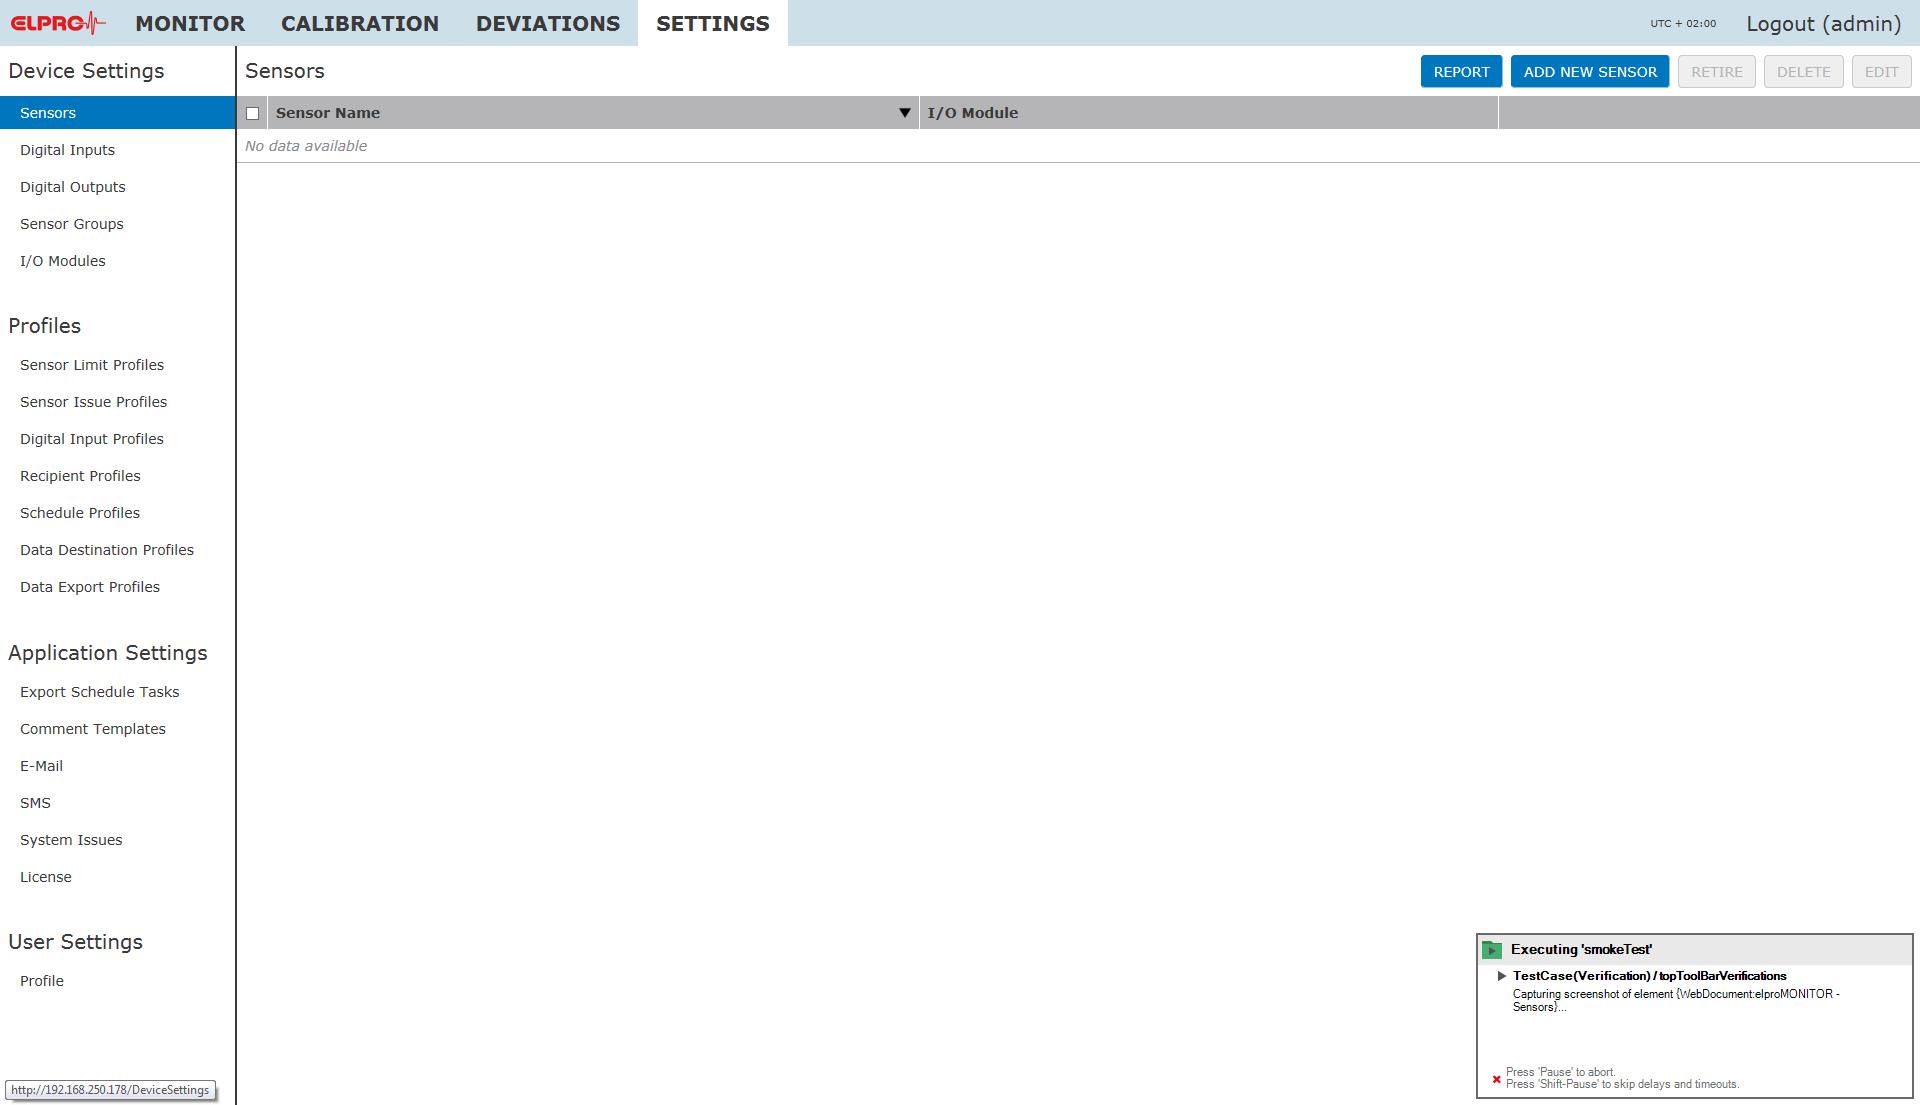 ELPRO MONITOR CALIBRATION DEVIATIONS SETTINGS UTC + 02:00 Logout (admin)
Device Settings
Sensors
Digital Inputs
Digital Outputs
Sensor Groups
I/O Modules
Profiles
Sensor Limit Profiles
Sensor Issue Profiles
Digital Input Profiles
Recipient Profiles
Schedule Profiles
Data Destination Profiles
Data Export Profiles
Application Settings
Export Schedule Tasks
Comment Templates
E-Mail
SMS
System Issues
License
User Settings
Profile
http://192.168.250.178/DeviceSettings
Sensors REPORT ADD NEW SENSOR RETIRE DELETE EDIT
Sensor Name I/O Module
No data available
Executing 'smokeTest'
TestCase(Verification) / topToolBarVerifications
Capturing screenshot of element {WebDocument:elproMONITOR -
Sensors}...
Press 'Pause' to abort.
Press 'Shift-Pause' to skip delays and timeouts.